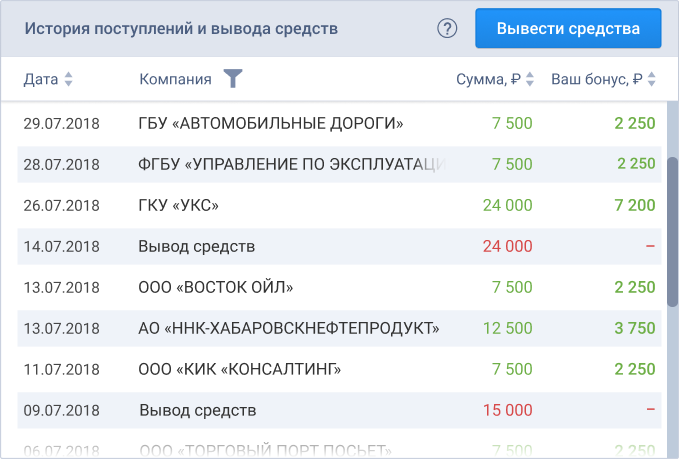 История поступлений и вывода средств ? Вывести средства
Дата Компания Сумма, ₽ Ваш бонус, ₽
29.07.2018 ГБУ «АВТОМОБИЛЬНЫЕ ДОРОГИ» 7 500 2 250
28.07.2018 ФГБУ «УПРАВЛЕНИЕ ПО ЭКСПЛУАТАЦИ 7 500 2 250
26.07.2018 ГКУ «УКС» 24 000 7 200
14.07.2018 Вывод средств 24 000 –
13.07.2018 ООО «ВОСТОК ОЙЛ» 7 500 2 250
13.07.2018 АО «ННК-ХАБАРОВСКНЕФТЕПРОДУКТ» 12 500 3 750
11.07.2018 ООО «КИК «КОНСАЛТИНГ» 7 500 2 250
09.07.2018 Вывод средств 15 000 –
06.07.2018 ООО «ТОРГОВЫЙ ПОРТ ПОСЬЕТ» 7 500 2 250